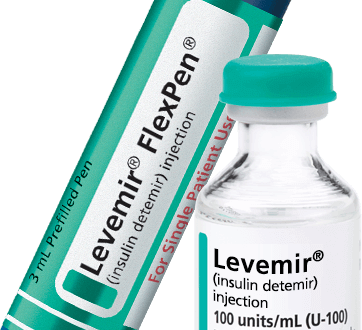 Levemir® FlexPen®
(insulin detemir) injection
For Single Patient Use
3 mL Prefilled Pen
Levemir®
(insulin detemir)
injection
100 units/mL (U-100)